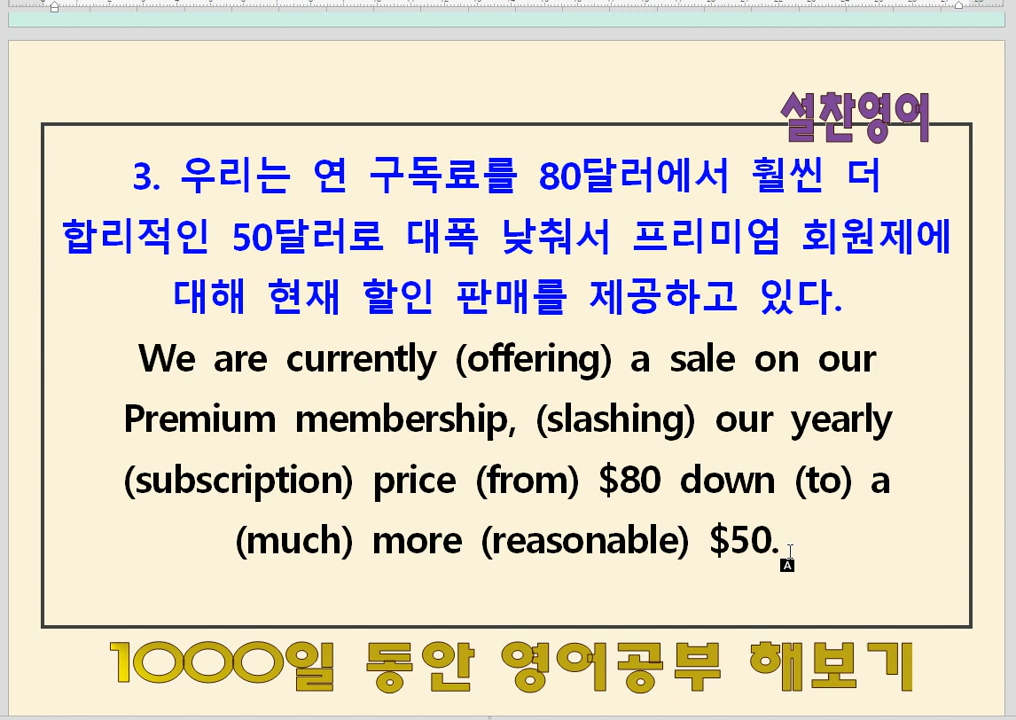 설찬영어
3. 우리는 연 구독료를 80달러에서 훨씬 더
합리적인 50달러로 대폭 낮춰서 프리미엄 회원제에
대해 현재 할인 판매를 제공하고 있다.
We are currently (offering) a sale on our
Premium membership, (slashing) our yearly
(subscription) price (from) $80 down (to) a
(much) more (reasonable) $50.
A
1000일 동안 영어공부 해보기